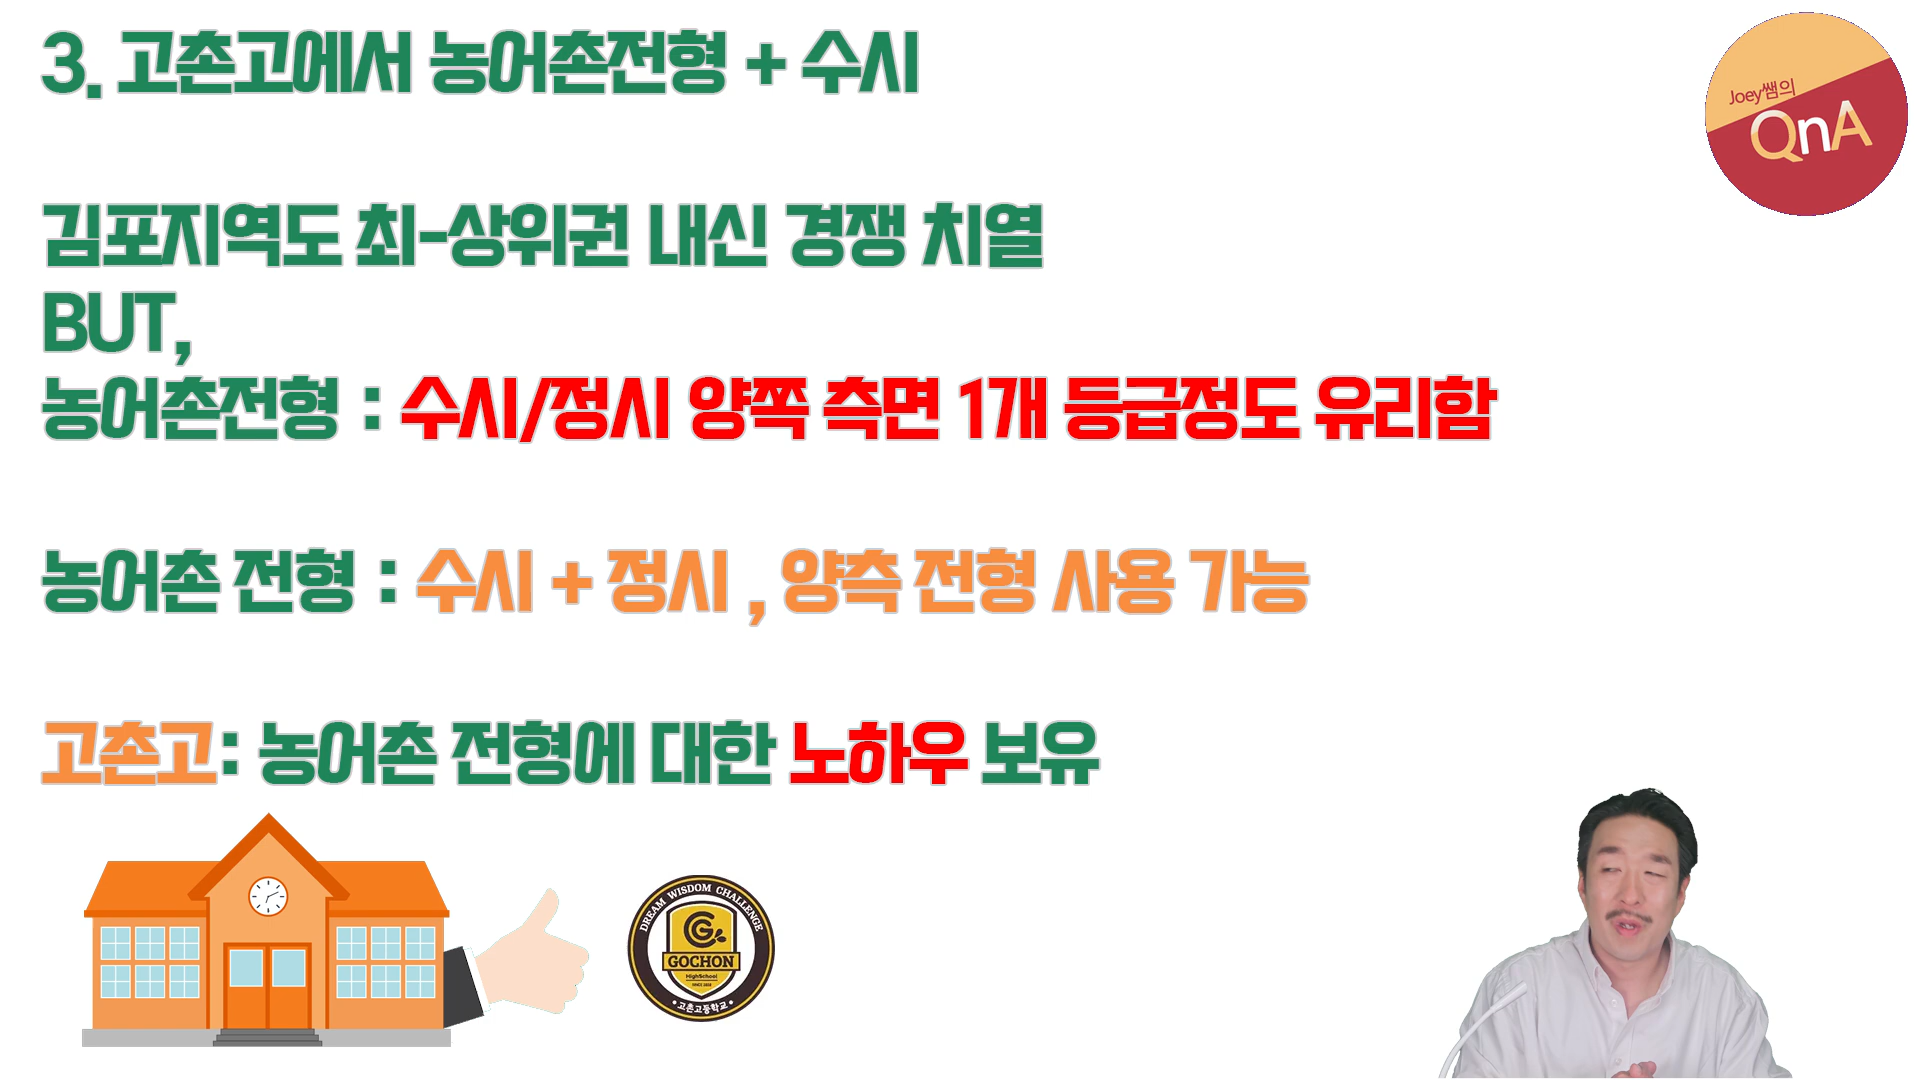 3. 고촌고에서 농어촌전형 + 수시
Joey쌤의
QnA
김포지역도 최-상위권 내신 경쟁 치열
BUT,
농어촌전형 : 수시/정시 양쪽 측면 1개 등급정도 유리함
농어촌 전형 : 수시 + 정시 , 양측 전형 사용 가능
고촌고: 농어촌 전형에 대한 노하우 보유
DREAM WISDOM CHALLENGE
GOCHON
HighSchool
고촌고등학교